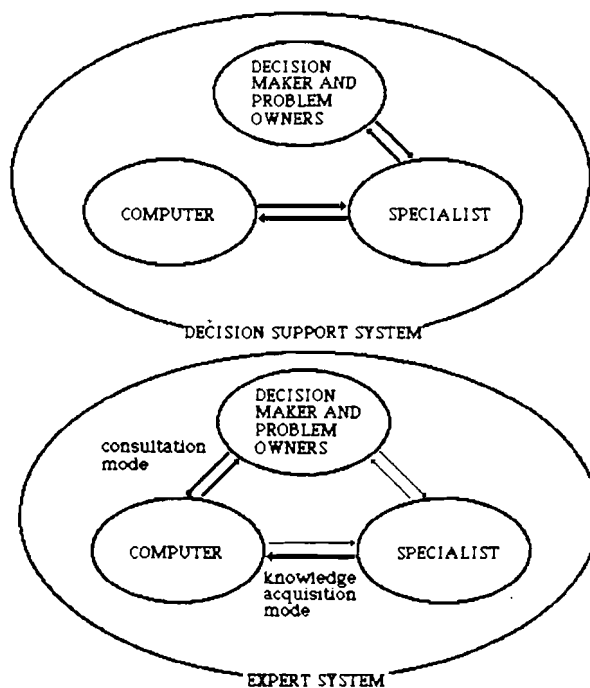 DECISION
MAKER AND
PROBLEM
OWNERS
COMPUTER
SPECIALIST
DECISION SUPPORT SYSTEM
DECISION
MAKER AND
PROBLEM
OWNERS
consultation
mode
COMPUTER
SPECIALIST
knowledge
acquisition
mode
EXPERT SYSTEM